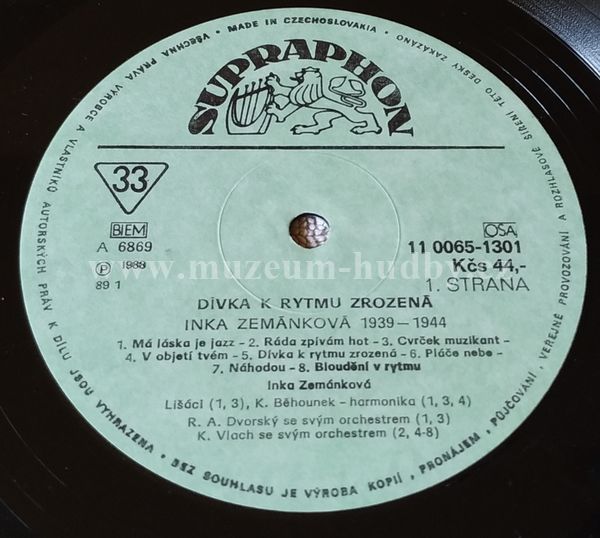 VŠECHNA PRÁVA VÝROBCE A VLASTNÍKŮ AUTORSKÝCH PRÁV K DÍLU JSOU VYHRAZENA · BEZ SOUHLASU JE VÝROBA KOPIÍ, PRONÁJEM, PŮJČOVÁNÍ, VEŘEJNÉ PROVOZOVÁNÍ A ROZHLASOVÉ ŠÍŘENÍ TÉTO DESKY ZAKÁZÁNO
· MADE IN CZECHOSLOVAKIA ·
SUPRAPHON
33
BIEM
A 6869
Ⓟ 1988
89 1
OSA
11 0065-1301
Kčs 44,-
1. STRANA
www.muzeum-hudby.cz
DÍVKA K RYTMU ZROZENÁ
INKA ZEMÁNKOVÁ 1939—1944
1. Má láska je jazz - 2. Ráda zpívám hot - 3. Cvrček muzikant -
4. V objetí tvém - 5. Dívka k rytmu zrozená - 6. Pláče nebe -
7. Náhodou - 8. Bloudění v rytmu
Inka Zemánková
Lišáci (1, 3), K. Běhounek - harmonika (1, 3, 4)
R. A. Dvorský se svým orchestrem (1, 3)
K. Vlach se svým orchestrem (2, 4-8)